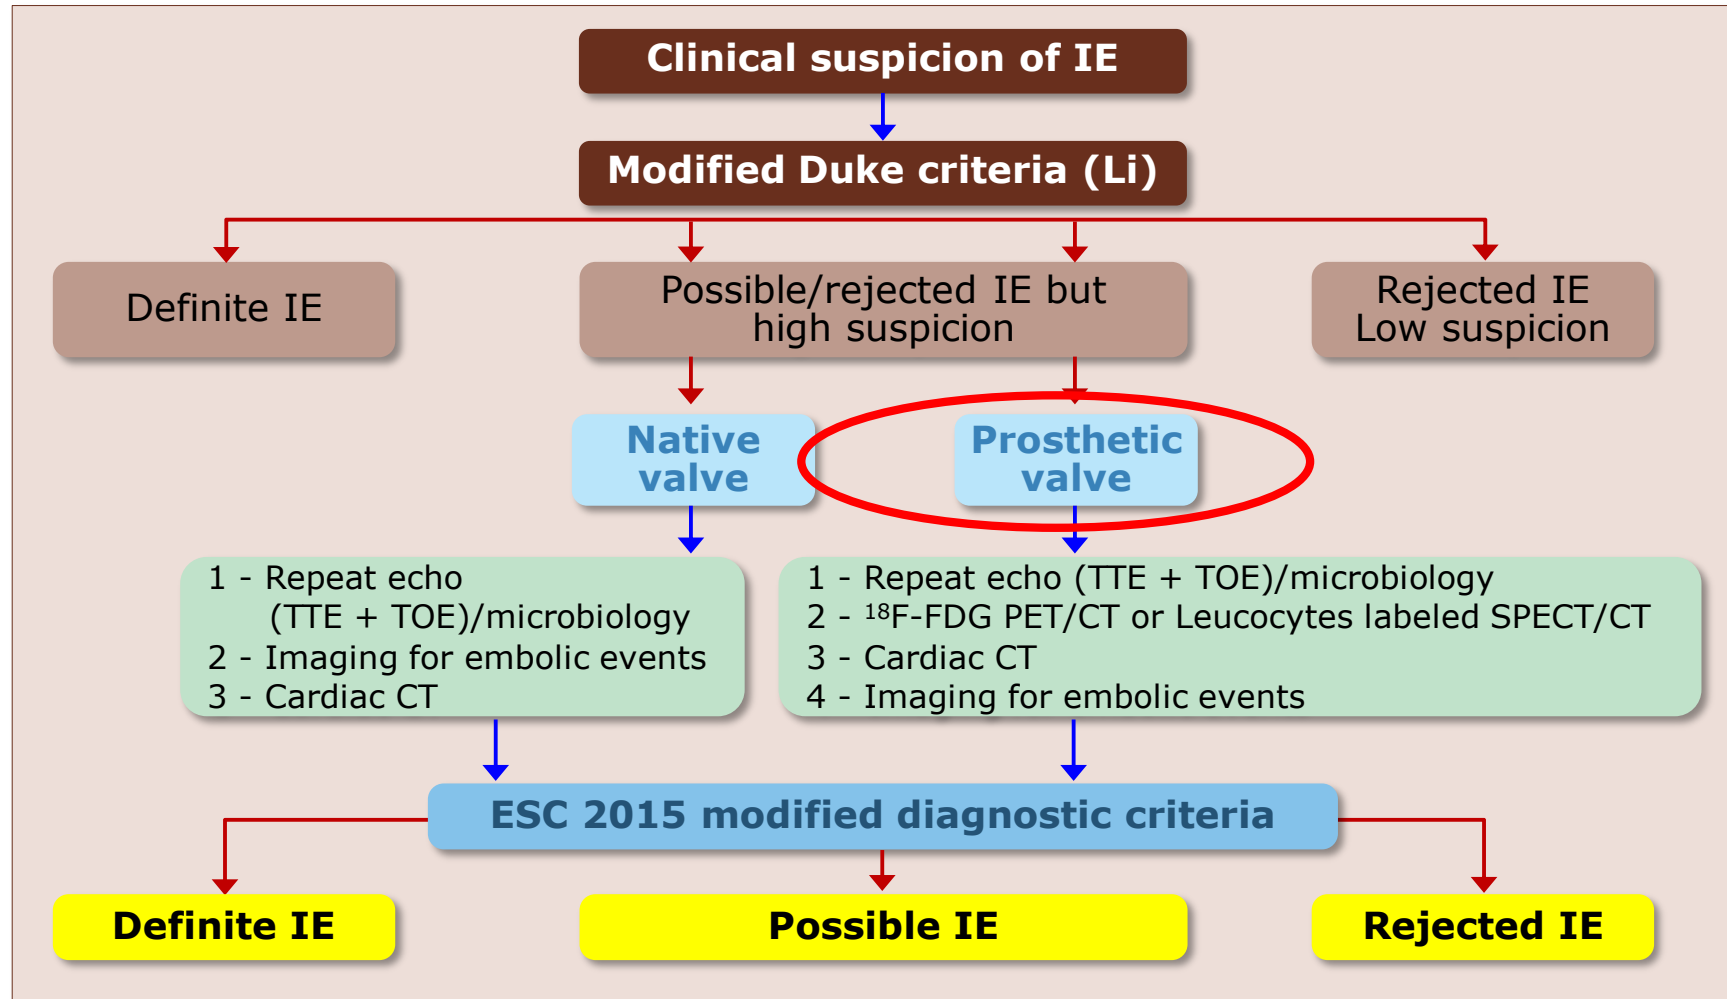 Clinical suspicion of IE
Modified Duke criteria (Li)
Definite IE
Possible/rejected IE but
high suspicion
Rejected IE
Low suspicion
Native
valve
Prosthetic
valve
1 - Repeat echo
(TTE + TOE)/microbiology
2 - Imaging for embolic events
3 - Cardiac CT
1 - Repeat echo (TTE + TOE)/microbiology
2 - ¹⁸F-FDG PET/CT or Leucocytes labeled SPECT/CT
3 - Cardiac CT
4 - Imaging for embolic events
ESC 2015 modified diagnostic criteria
Definite IE
Possible IE
Rejected IE